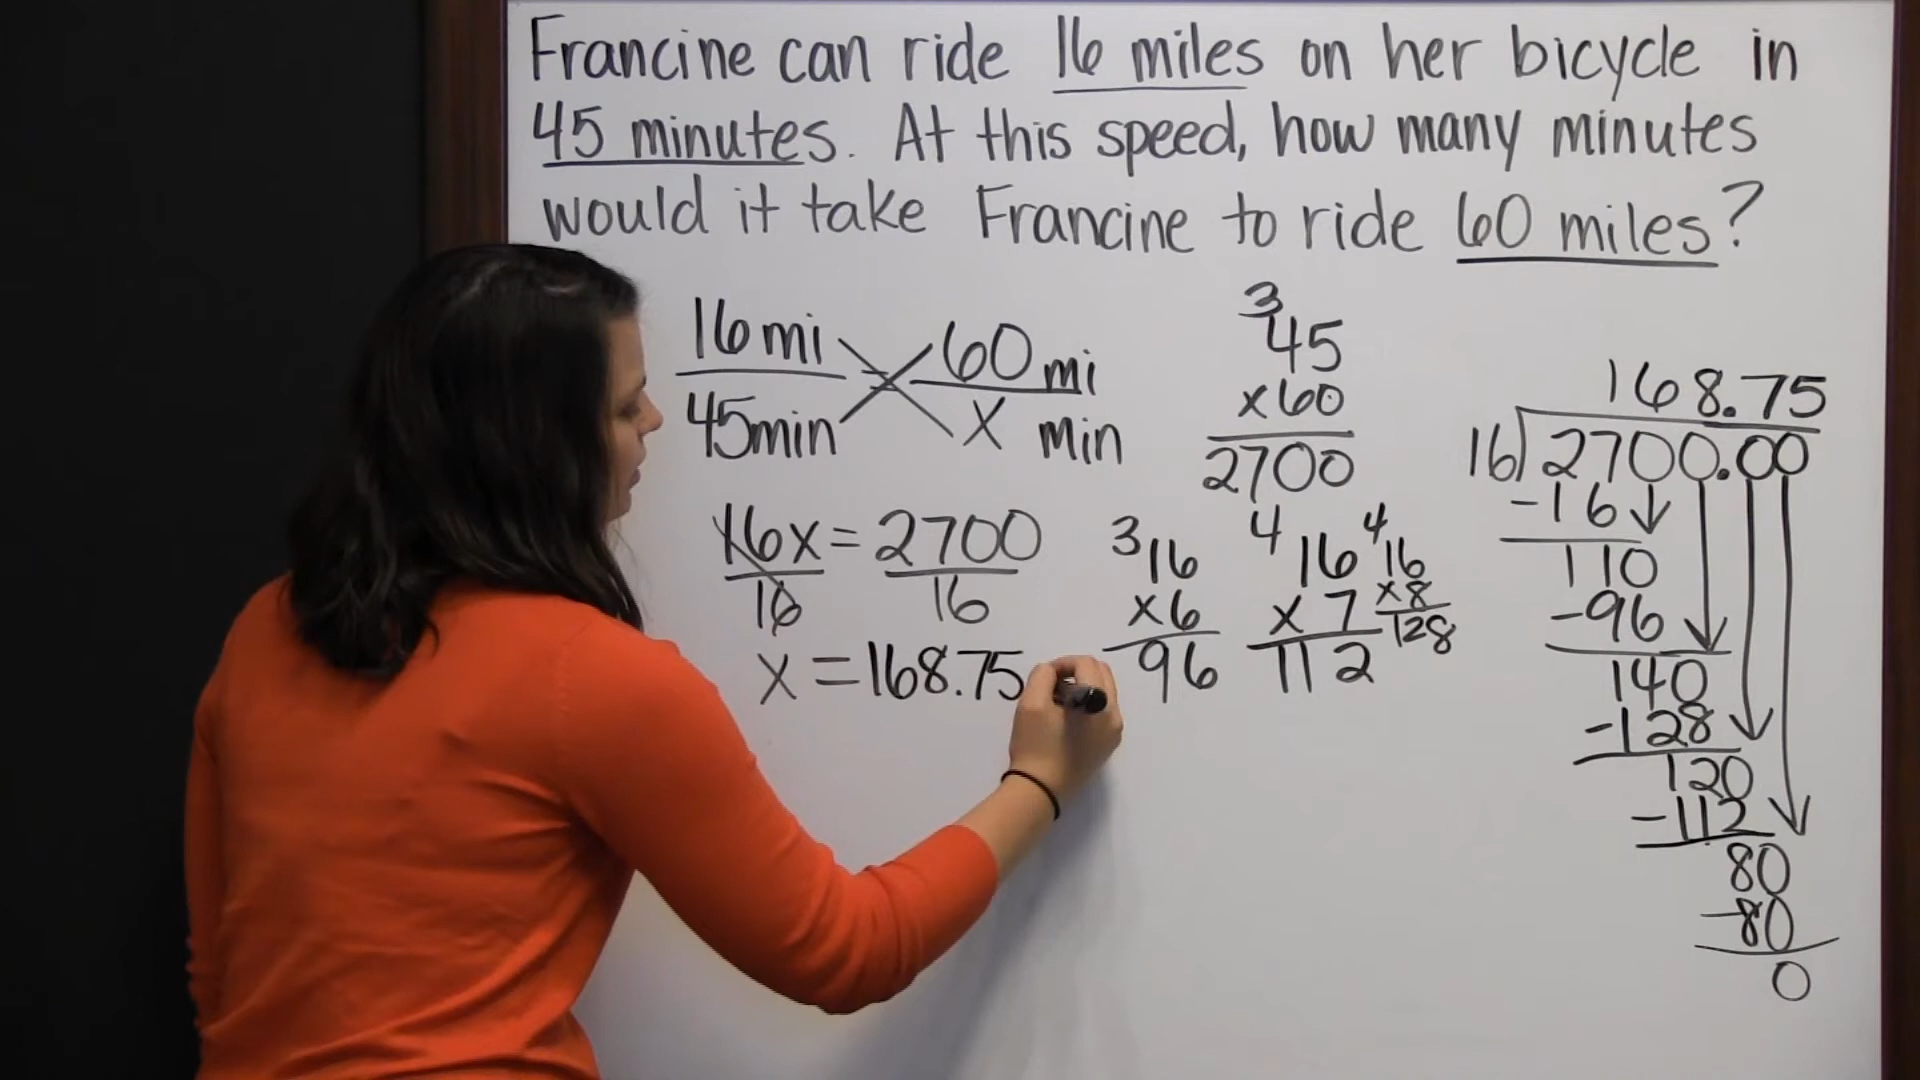 Francine can ride 16 miles on her bicycle in
45 minutes. At this speed, how many minutes
would it take Francine to ride 60 miles?
16 mi 60 mi
45 min X min
16x = 2700
16 16
x = 168.75
3
45
x60
2700
3 16
x 6
96
4 16
x 7
112
4 16
x 8
128
168.75
16)2700.00
-16
110
-96
140
-128
120
-112
80
-80
0